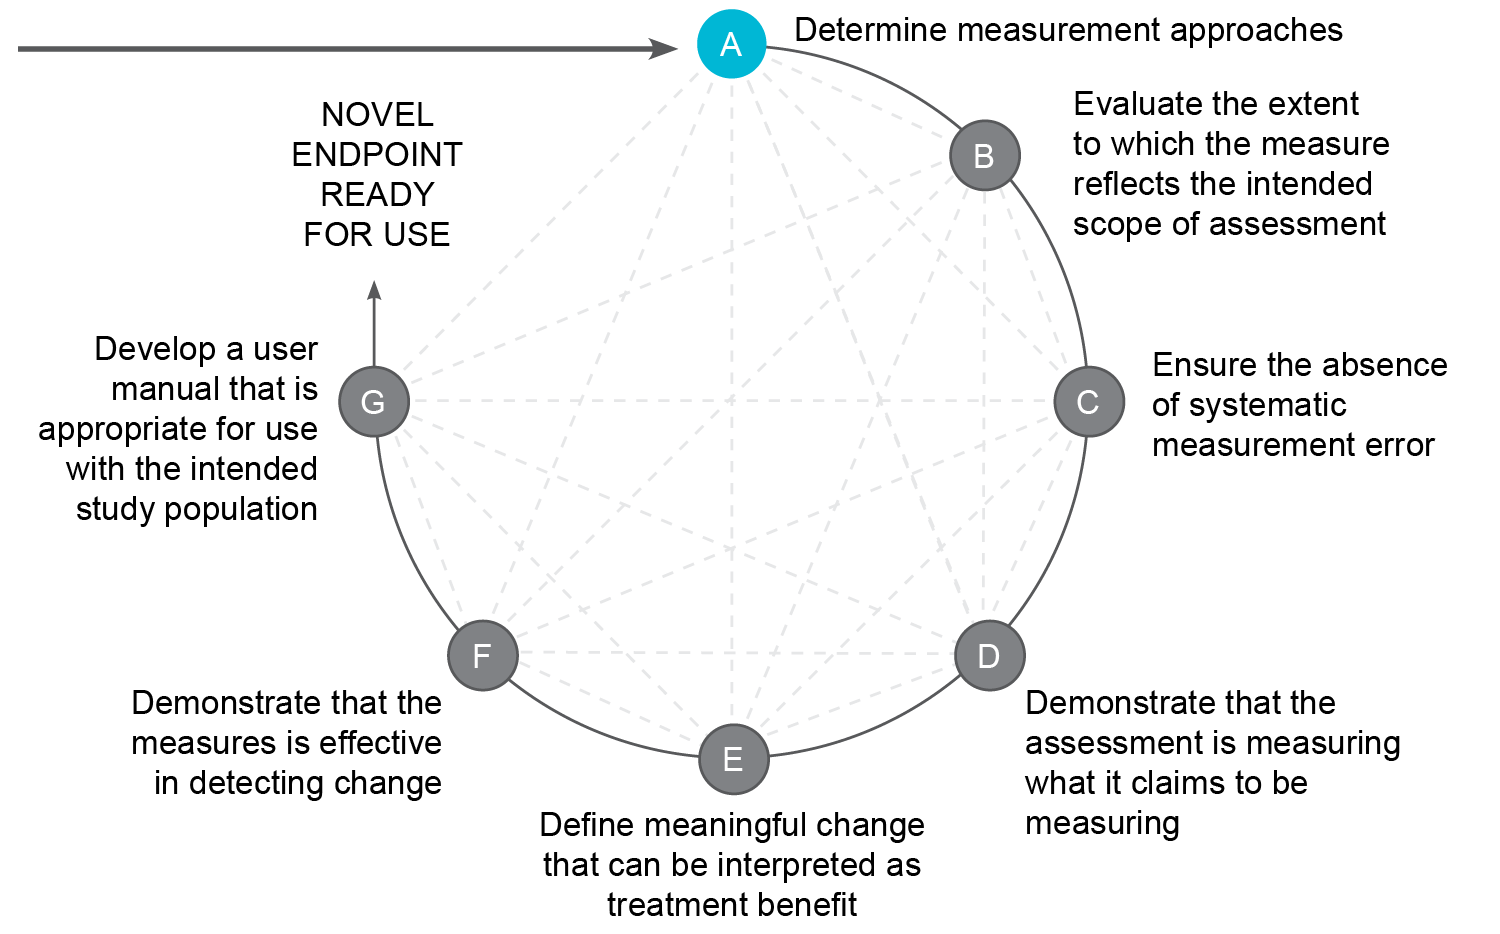 A
Determine measurement approaches
B
Evaluate the extent
to which the measure
reflects the intended
scope of assessment
C
Ensure the absence
of systematic
measurement error
D
Demonstrate that the
assessment is measuring
what it claims to be
measuring
E
Define meaningful change
that can be interpreted as
treatment benefit
F
Demonstrate that the
measures is effective
in detecting change
G
Develop a user
manual that is
appropriate for use
with the intended
study population
NOVEL
ENDPOINT
READY
FOR USE